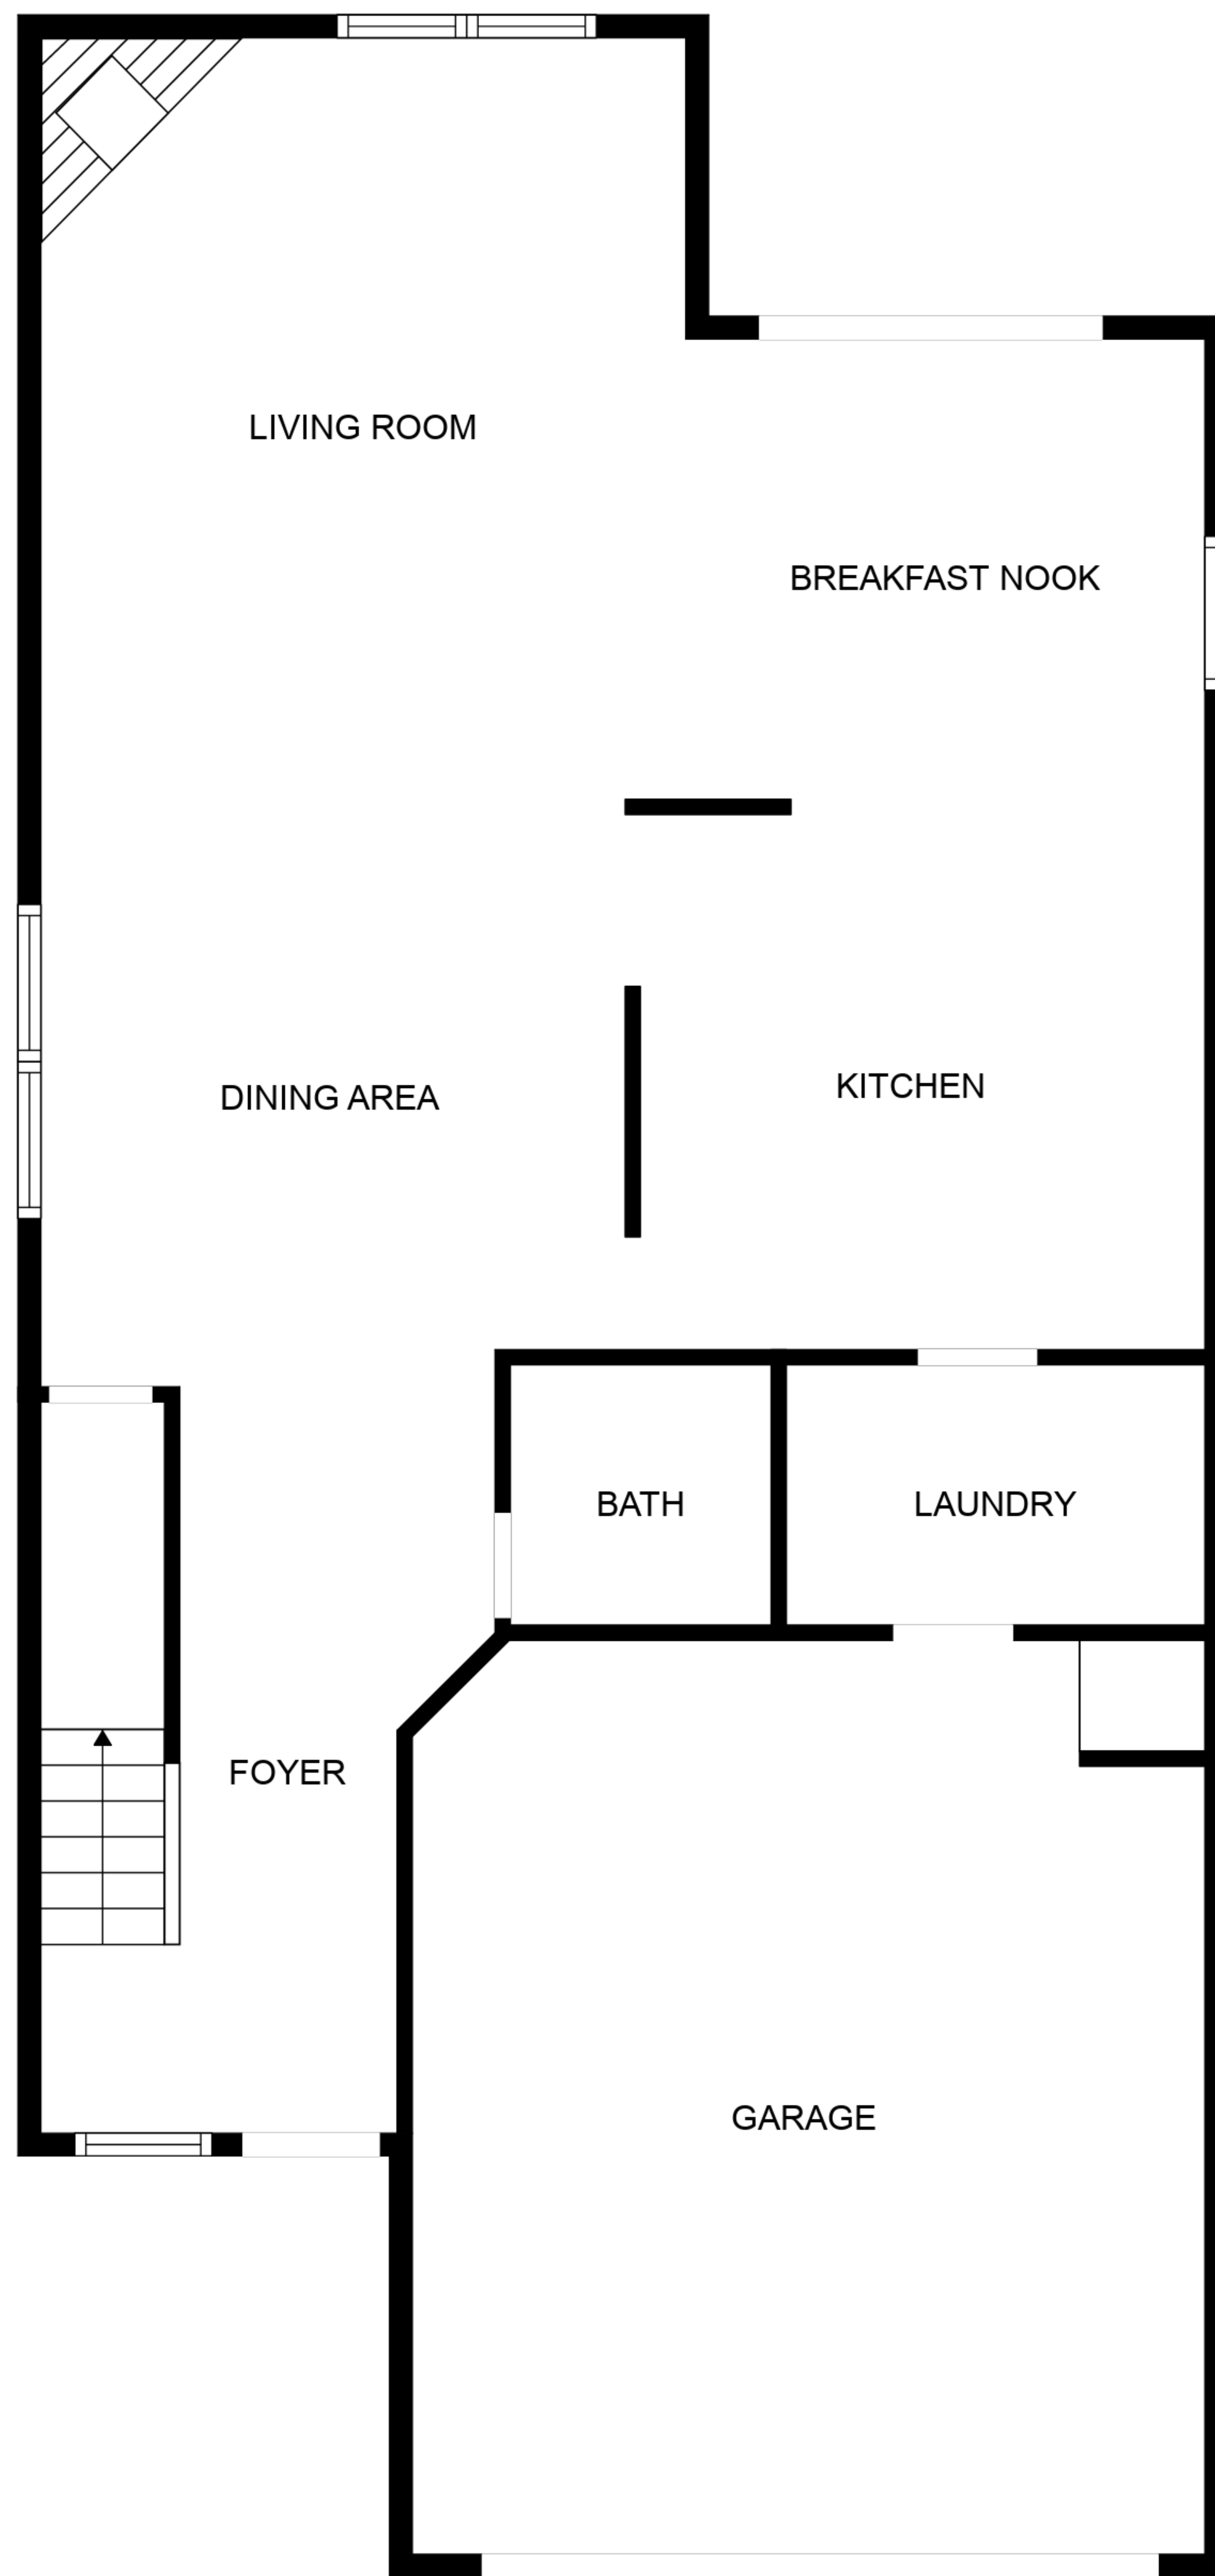 LIVING ROOM
BREAKFAST NOOK
KITCHEN
DINING AREA
BATH
LAUNDRY
FOYER
GARAGE